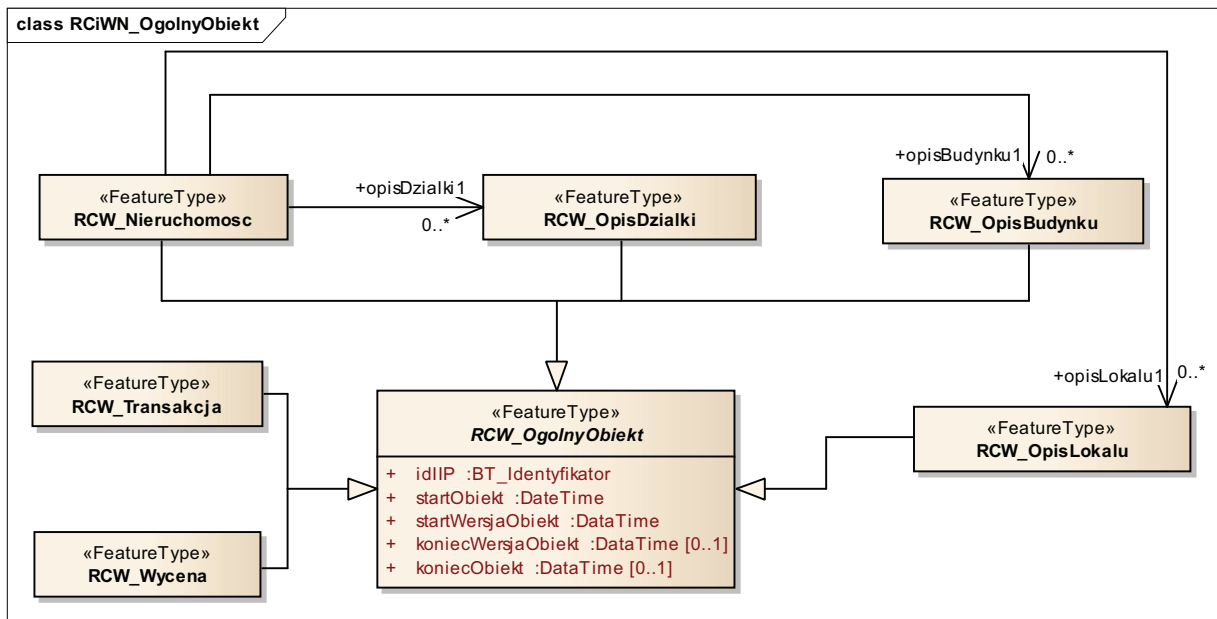 class RCiWN_OgolnyObiekt
+opisBudynku1 0..*
«FeatureType»
RCW_Nieruchomosc
+opisDzialki1
0..*
«FeatureType»
RCW_OpisDzialki
«FeatureType»
RCW_OpisBudynku
«FeatureType»
RCW_Transakcja
+opisLokalu1 0..*
«FeatureType»
RCW_OgolnyObiekt
+ idIIP :BT_Identyfikator
+ startObiekt :DateTime
+ startWersjaObiekt :DataTime
+ koniecWersjaObiekt :DataTime [0..1]
+ koniecObiekt :DataTime [0..1]
«FeatureType»
RCW_OpisLokalu
«FeatureType»
RCW_Wycena